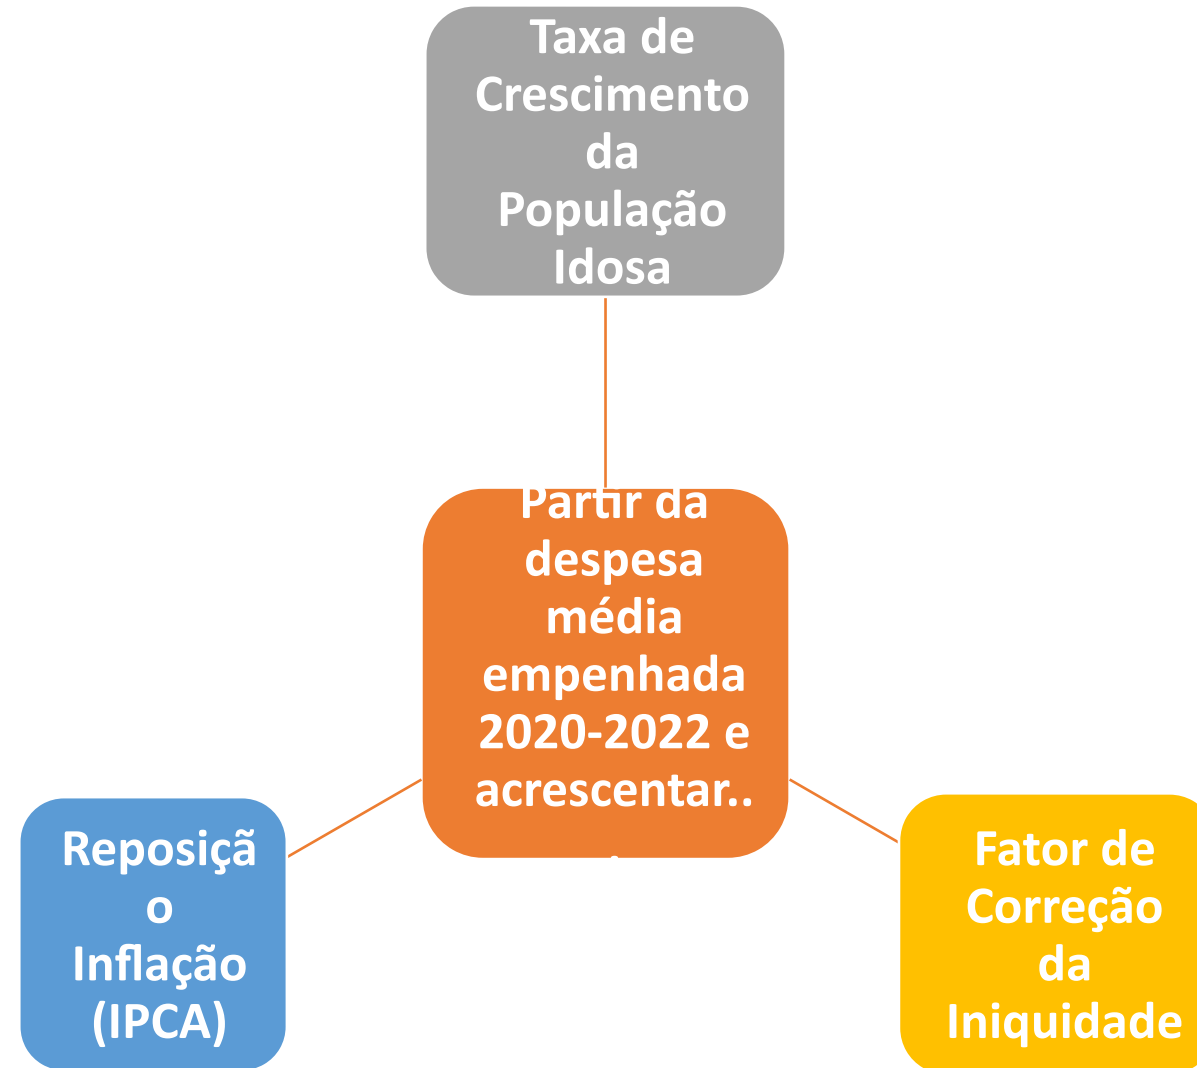 Taxa de
Crescimento
da
População
Idosa
Partir da
despesa
média
empenhada
2020-2022 e
acrescentar..
.
Reposiçã
o
Inflação
(IPCA)
Fator de
Correção
da
Iniquidade